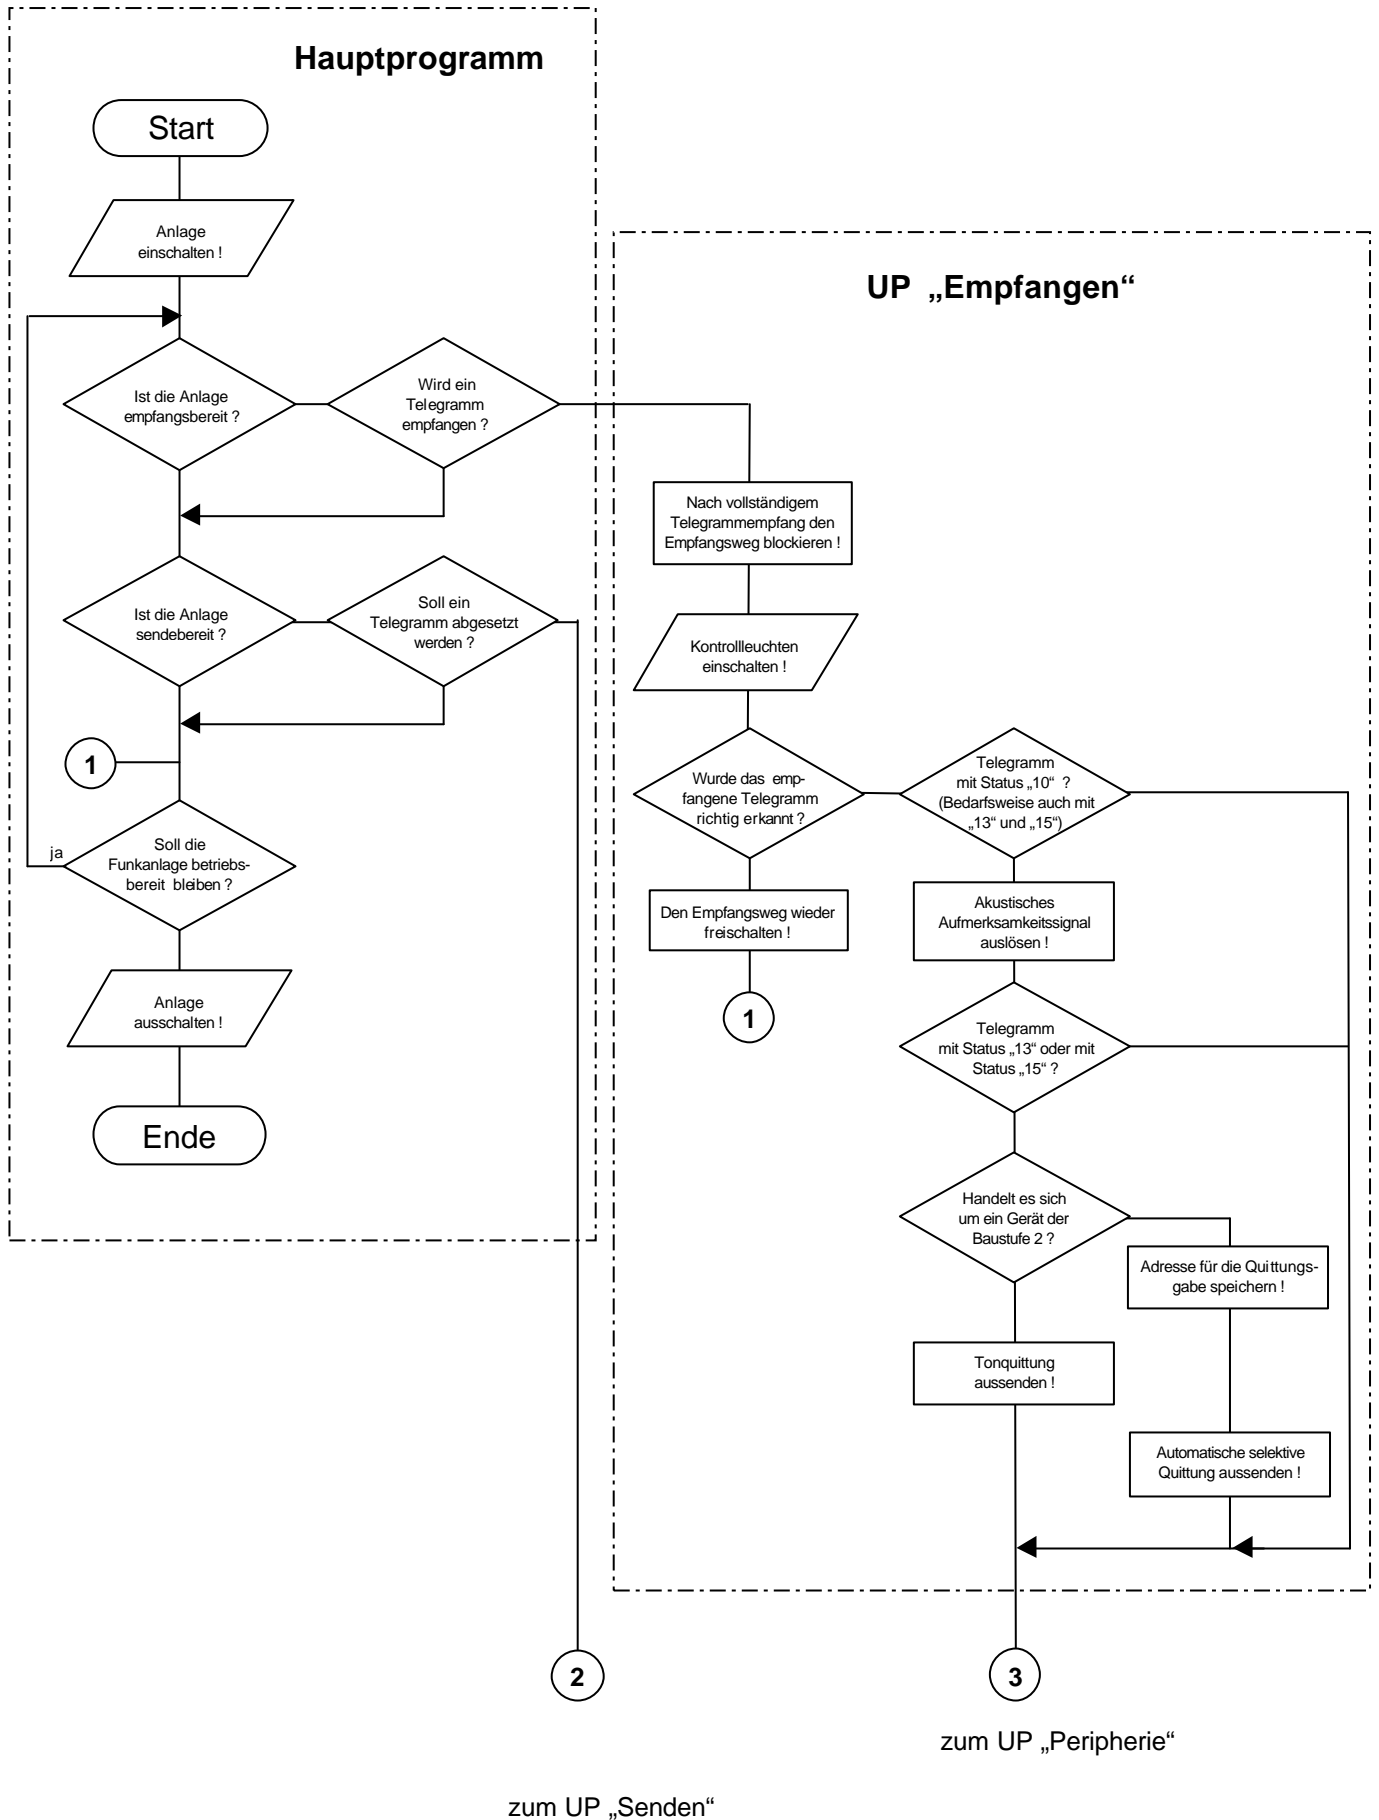 Hauptprogramm
Start
Anlage
einschalten !
Ist die Anlage
empfangsbereit ?
Wird ein
Telegramm
empfangen ?
Ist die Anlage
sendebereit ?
Soll ein
Telegramm abgesetzt
werden ?
1
ja
Soll die
Funkanlage betriebs-
bereit bleiben ?
Anlage
ausschalten !
Ende
UP „Empfangen“
Nach vollständigem
Telegrammempfang den
Empfangsweg blockieren !
Kontrolleuchten
einschalten !
Wurde das emp-
fangene Telegramm
richtig erkannt ?
Telegramm
mit Status „10“ ?
(Bedarfsweise auch mit
„13“ und „15“)
Den Empfangsweg wieder
freischalten !
1
Akustisches
Aufmerksamkeitssignal
auslösen !
Telegramm
mit Status „13“ oder mit
Status „15“ ?
Handelt es sich
um ein Gerät der
Baustufe 2 ?
Adresse für die Quittungs-
gabe speichern !
Tonquittung
aussenden !
Automatische selektive
Quittung aussenden !
2
3
zum UP „Peripherie“
zum UP „Senden“